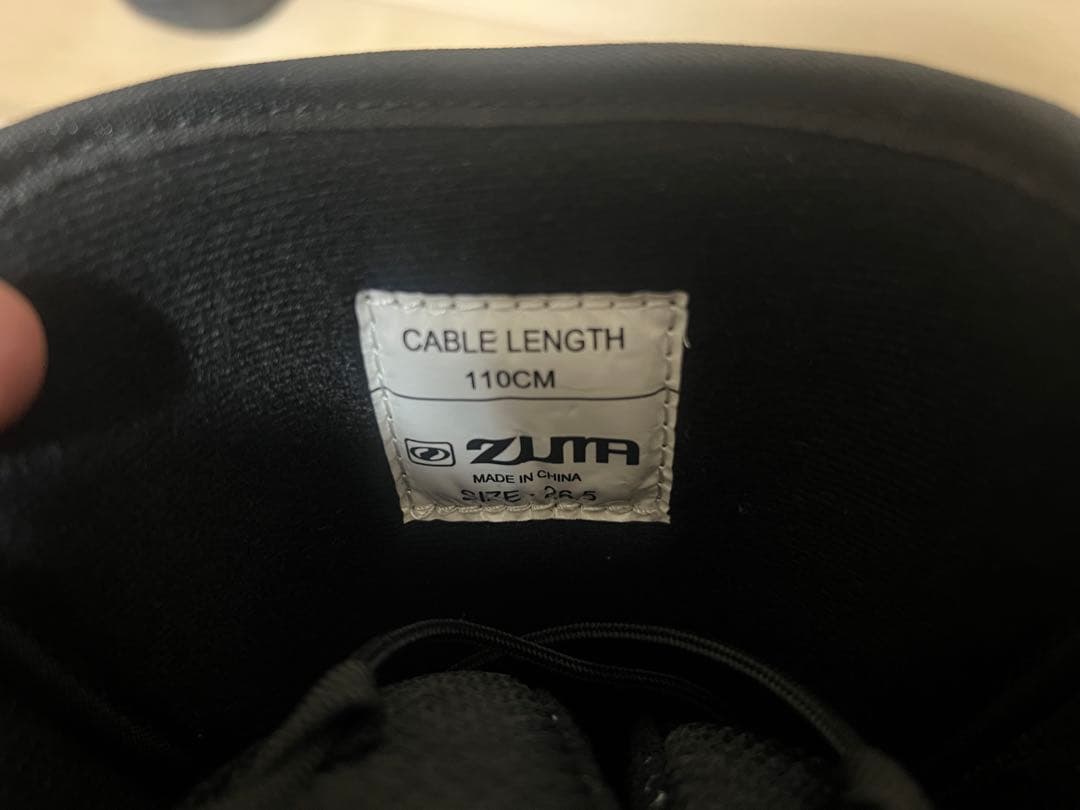 CABLE LENGTH
110CM
ZUMA
MADE IN CHINA
SIZE : 26.5